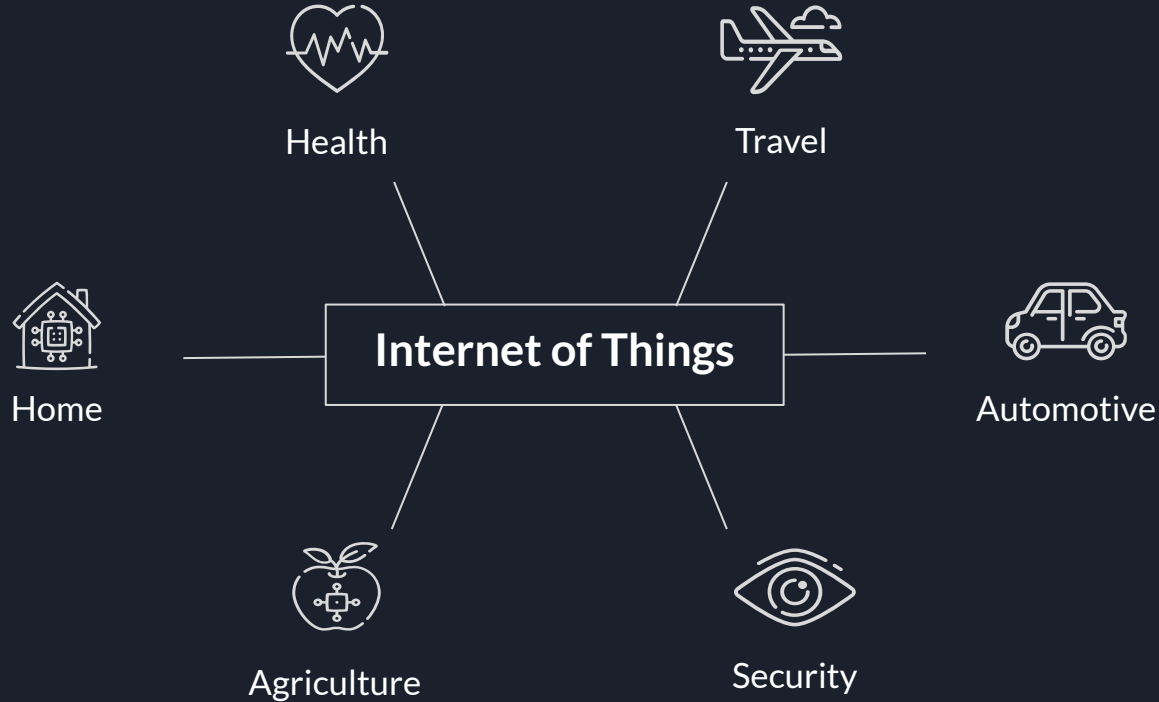 Health
Travel
Internet of Things
Home
Automotive
Agriculture
Security